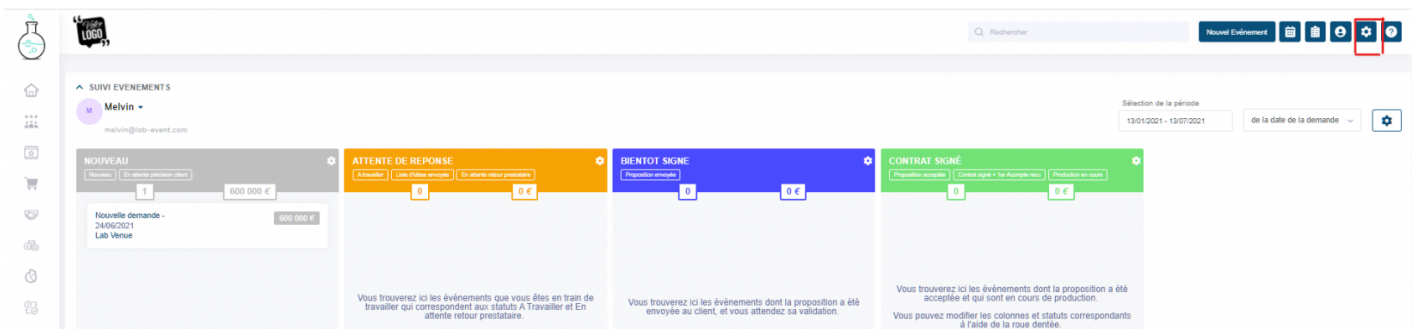 Votre
LOGO
Rechercher
Nouvel Evénement
SUIVI EVENEMENTS
M
Melvin
melvin@lab-event.com
Sélection de la période
13/01/2021 - 13/07/2021
de la date de la demande
NOUVEAU
Nouveau
En attente précision client
1
600 000 €
Nouvelle demande -
24/06/2021
Lab Venue
600 000 €
ATTENTE DE REPONSE
A travailler
Liste d'idées envoyée
En attente retour prestataire
0
0 €
Vous trouverez ici les événements que vous êtes en train de
travailler qui correspondent aux statuts A Travailler et En
attente retour prestataire.
BIENTOT SIGNE
Proposition envoyée
0
0 €
Vous trouverez ici les événements dont la proposition a été
envoyée au client, et vous attendez sa validation.
CONTRAT SIGNÉ
Proposition acceptée
Contrat signé + 1er Acompte recu
Production en cours
0
0 €
Vous trouverez ici les événements dont la proposition a été
acceptée et qui sont en cours de production.
Vous pouvez modifier les colonnes et statuts correspondants
à l'aide de la roue dentée.